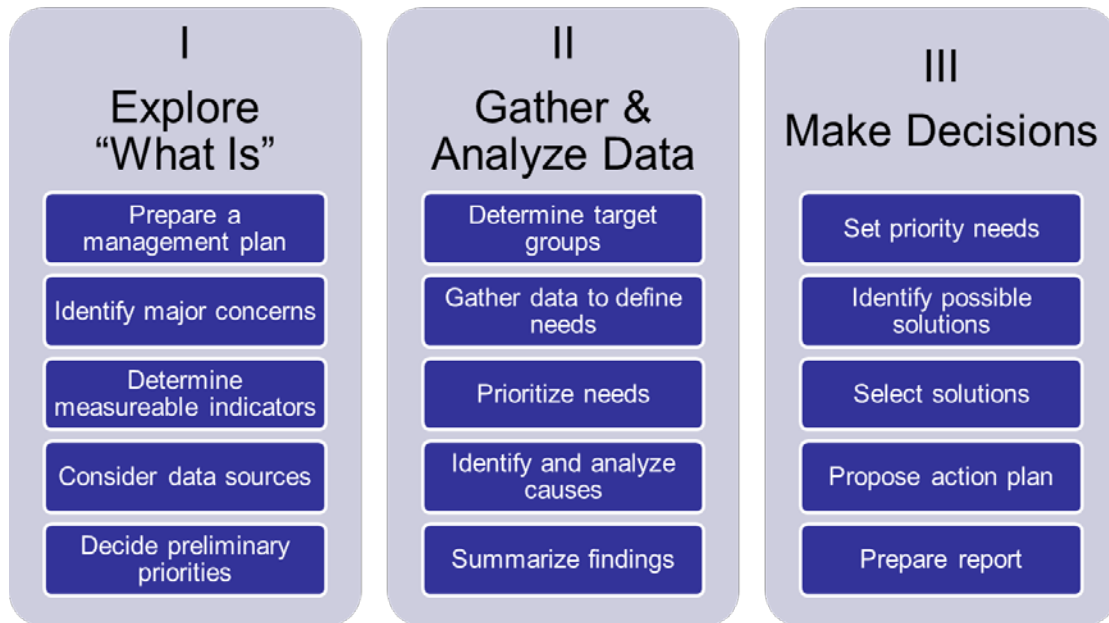 I
Explore
“What Is”
Prepare a
management plan
Identify major concerns
Determine
measureable indicators
Consider data sources
Decide preliminary
priorities
II
Gather &
Analyze Data
Determine target
groups
Gather data to define
needs
Prioritize needs
Identify and analyze
causes
Summarize findings
III
Make Decisions
Set priority needs
Identify possible
solutions
Select solutions
Propose action plan
Prepare report